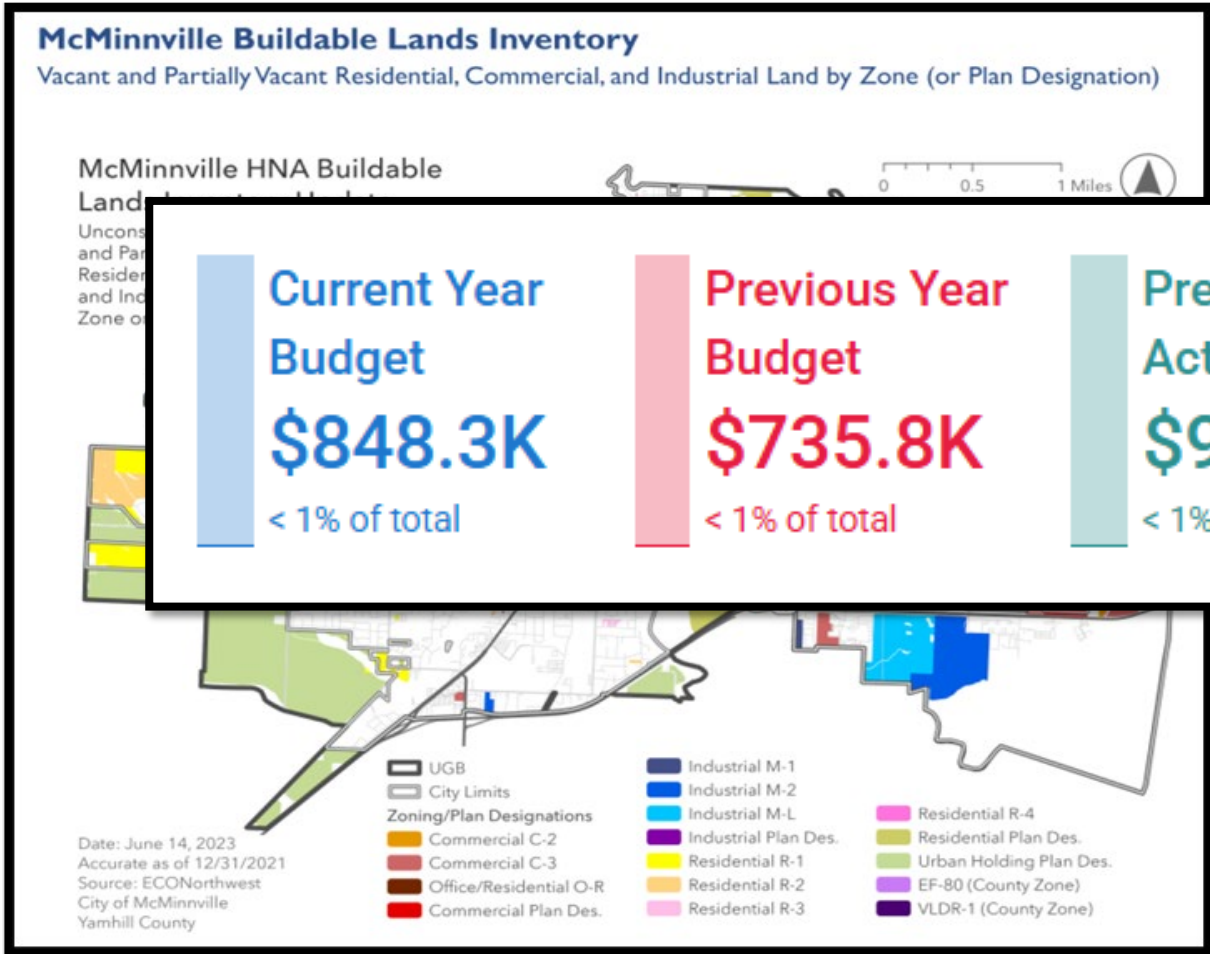 McMinnville Buildable Lands Inventory
Vacant and Partially Vacant Residential, Commercial, and Industrial Land by Zone (or Plan Designation)
McMinnville HNA Buildable
0 0.5 1 Miles
Current Year
Budget
$848.3K
< 1% of total
Previous Year
Budget
$735.8K
< 1% of total
< 1%
UGB
City Limits
Zoning/Plan Designations
Commercial C-2
Commercial C-3
Office/Residential O-R
Commercial Plan Des.
Industrial M-1
Industrial M-2
Industrial M-L
Industrial Plan Des.
Residential R-1
Residential R-2
Residential R-3
Residential R-4
Residential Plan Des.
Urban Holding Plan Des.
EF-80 (County Zone)
VLDR-1 (County Zone)
Date: June 14, 2023
Accurate as of 12/31/2021
Source: ECONorthwest
City of McMinnville
Yamhill County